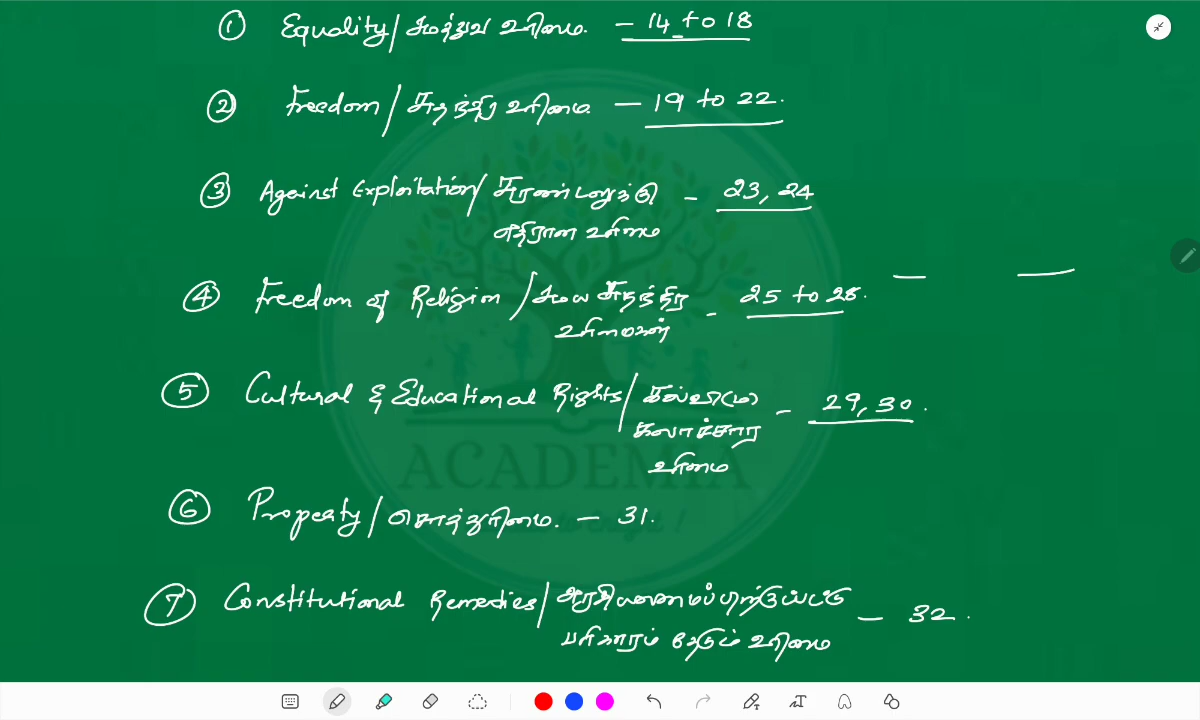 ① Equality/சமத்துவ உரிமை. – 14 to 18
② Freedom/சுதந்திர உரிமை – 19 to 22.
③ Against Exploitation/சுரண்டலுக்கு – 23, 24
எதிரான உரிமை
④ Freedom of Religion/சமய சுதந்திர – 25 to 28.
உரிமைகள்
⑤ Cultural & Educational Rights/கல்வி(ம)
கலாச்சார – 29, 30.
உரிமை
ACADEMIA
⑥ Property/சொத்துரிமை. – 31.
⑦ Constitutional Remedies/அரசியலமைப்புக்குட்பட்டு – 32.
பரிகாரம் தேடும் உரிமை